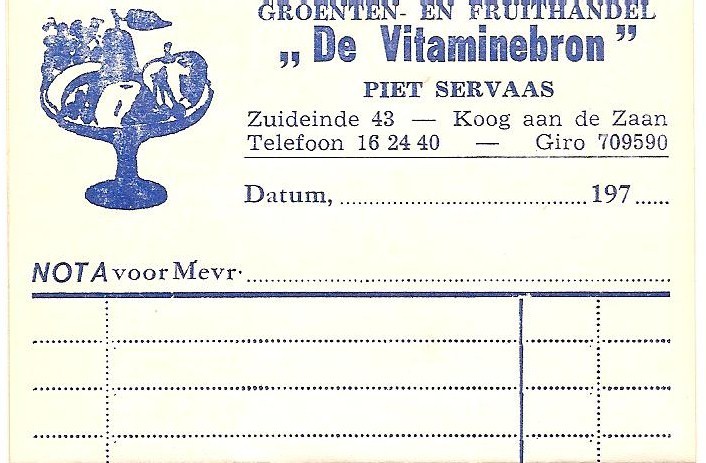 GROENTEN- EN FRUITHANDEL
„De Vitaminebron”
PIET SERVAAS
Zuideinde 43 — Koog aan de Zaan
Telefoon 16 24 40 — Giro 709590
Datum, .................................... 197......
NOTA voor Mevr. ................................................................